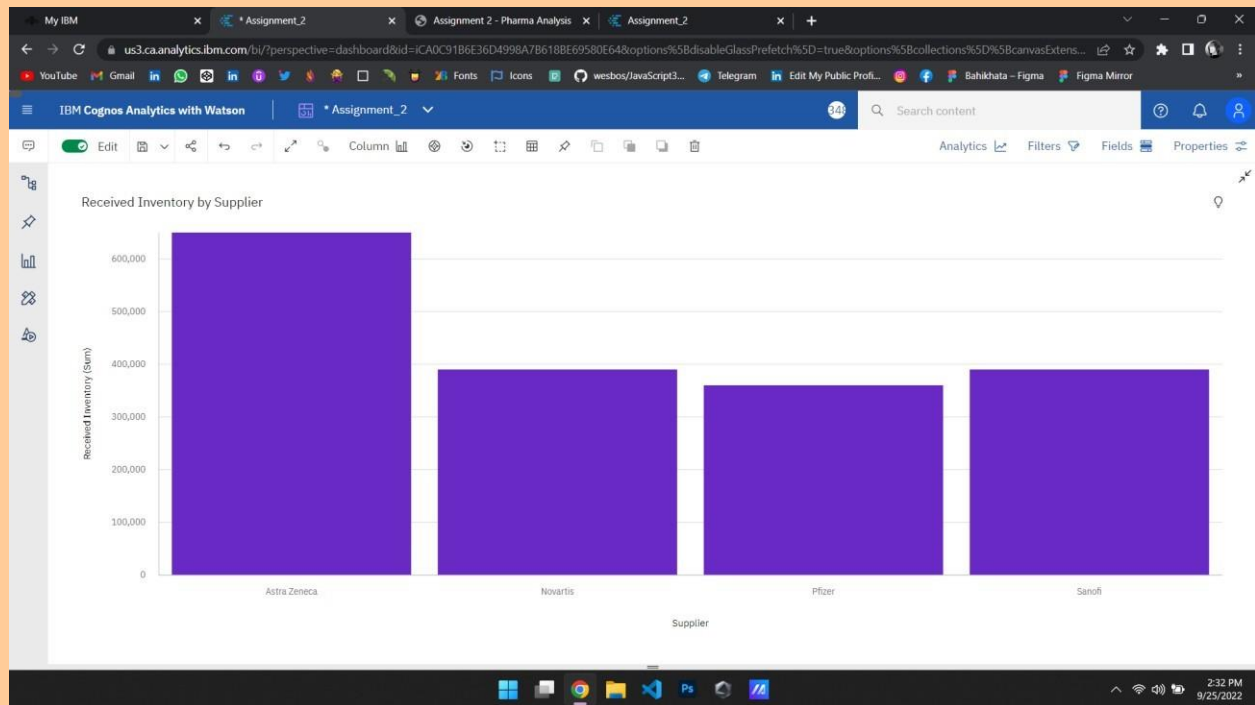 My IBM
* Assignment_2
Assignment 2 - Pharma Analysis
Assignment_2
us3.ca.analytics.ibm.com/bi/?perspective=dashboard&id=iCA0C91B6E36D4998A7B618BE69580E64&options%5BdisableGlassPrefetch%5D=true&options%5Bcollections%5D%5BcanvasExtens...
YouTube Gmail Fonts Icons wesbos/JavaScript3... Telegram Edit My Public Profi... Bahikhata – Figma Figma Mirror »
IBM Cognos Analytics with Watson * Assignment_2 Search content
Edit Column Analytics Filters Fields Properties
Received Inventory by Supplier
Received Inventory (Sum)
600,000
500,000
400,000
300,000
200,000
100,000
0
Astra Zeneca Novartis Pfizer Sanofi
Supplier
Ps
2:32 PM
9/25/2022